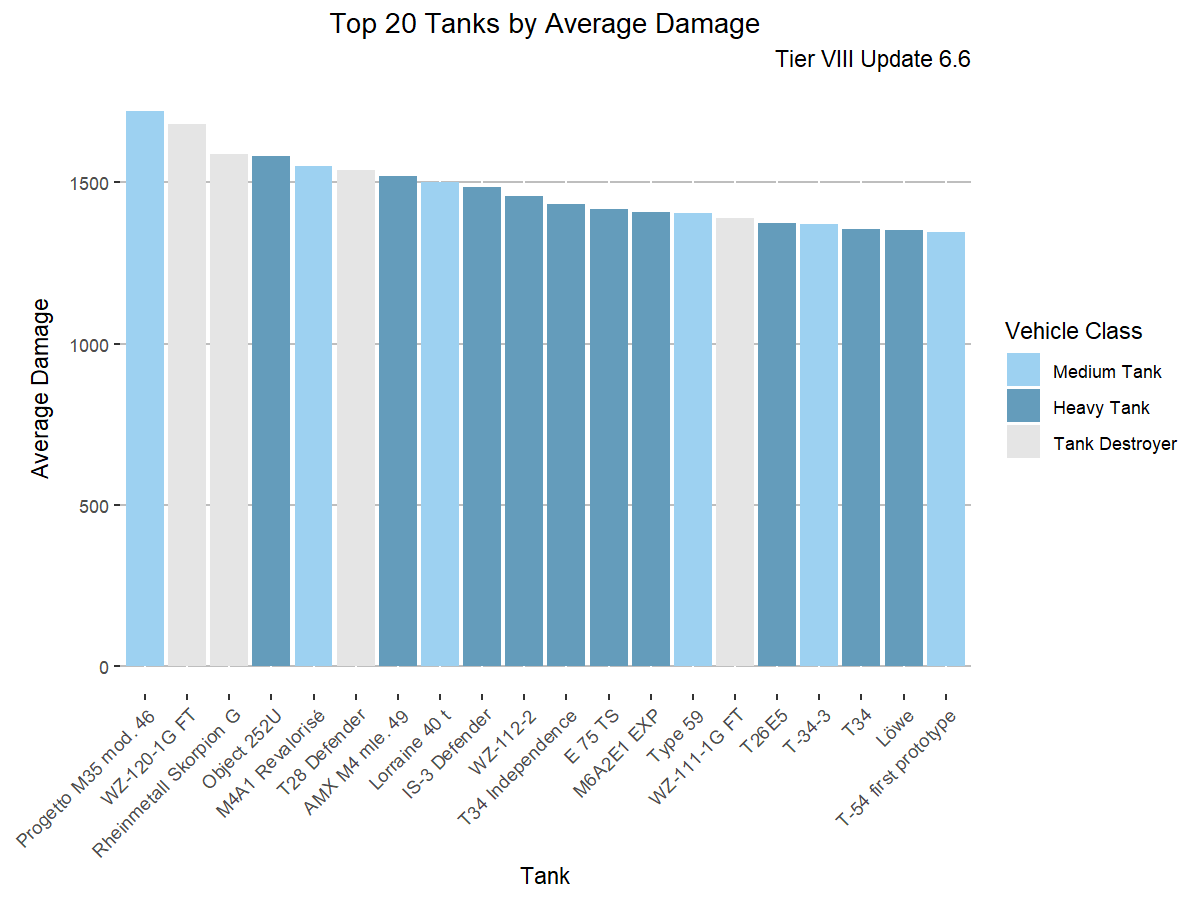 Top 20 Tanks by Average Damage
Tier VIII Update 6.6
Average Damage
1500
1000
500
0
Progetto M35 mod. 46
WZ-120-1G FT
Rheinmetall Skorpion G
Object 252U
M4A1 Revalorisé
T28 Defender
AMX M4 mle. 49
Lorraine 40 t
IS-3 Defender
WZ-112-2
T34 Independence
E 75 TS
M6A2E1 EXP
Type 59
WZ-111-1G FT
T26E5
T-34-3
T34
Löwe
T-54 first prototype
Tank
Vehicle Class
Medium Tank
Heavy Tank
Tank Destroyer